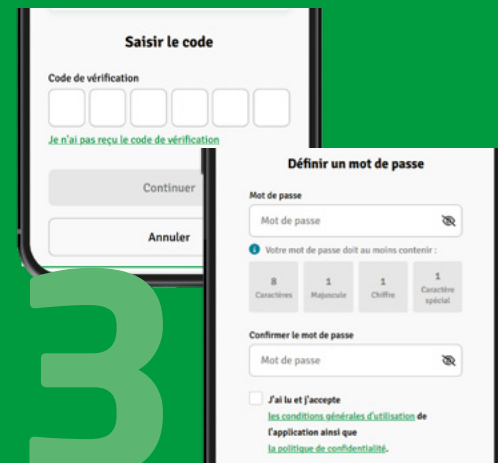 Saisir le code
Code de vérification
Je n'ai pas reçu le code de vérification
Continuer
Annuler
3
Définir un mot de passe
Mot de passe
Mot de passe
Votre mot de passe doit au moins contenir :
8
Caractères
1
Majuscule
1
Chiffre
1
Caractère
spécial
Confirmer le mot de passe
Mot de passe
J'ai lu et j'accepte
les conditions générales d'utilisation de
l'application ainsi que
la politique de confidentialité.